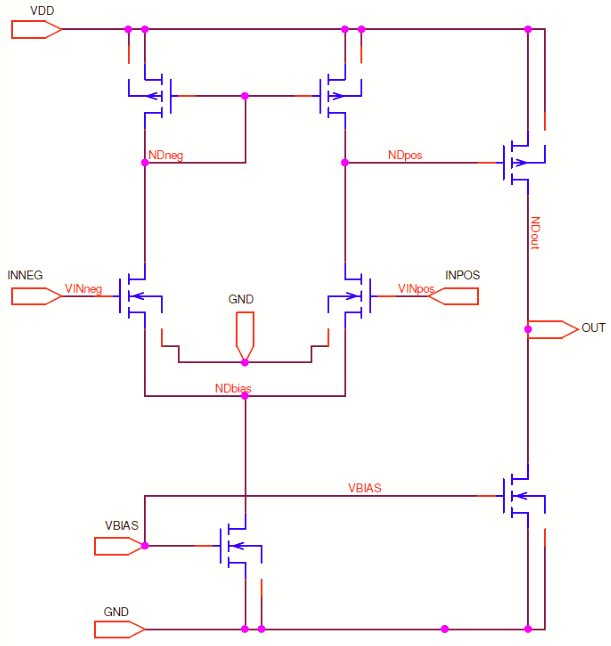 VDD
NDneg
NDpos
NDout
INNEG
VINneg
GND
VINpos
INPOS
OUT
NDbias
VBIAS
VBIAS
GND